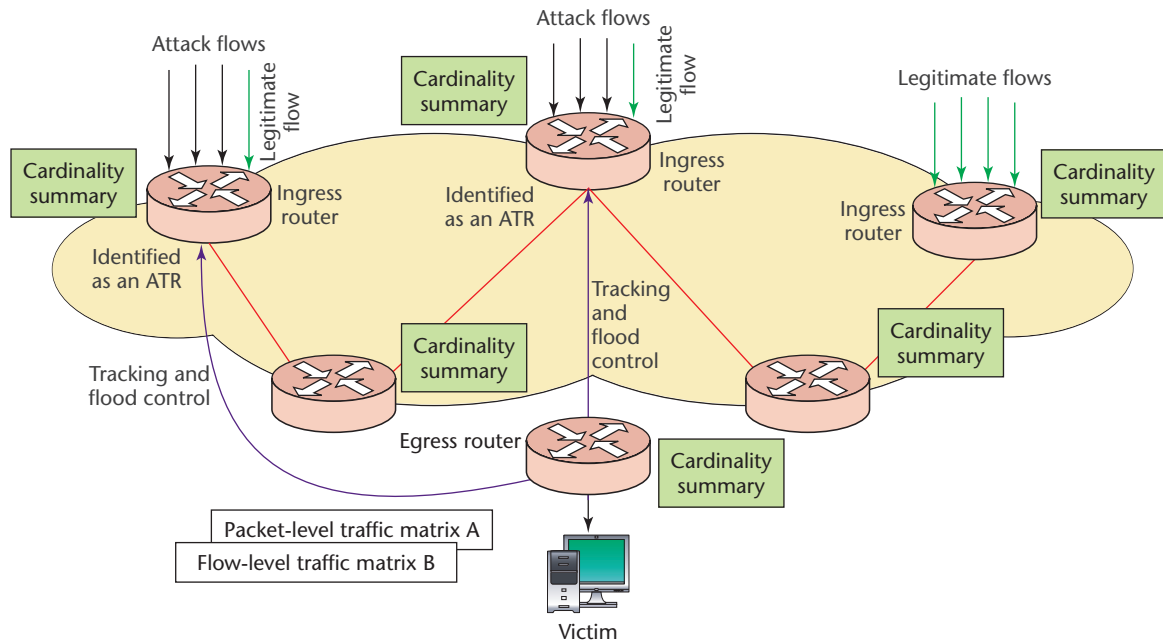 Attack flows
Legitimate
flow
Cardinality
summary
Ingress
router
Identified
as an ATR
Attack flows
Cardinality
summary
Legitimate
flow
Ingress
router
Identified
as an ATR
Legitimate flows
Cardinality
summary
Ingress
router
Tracking
and
flood
control
Cardinality
summary
Cardinality
summary
Tracking and
flood control
Egress router
Cardinality
summary
Packet-level traffic matrix A
Flow-level traffic matrix B
Victim